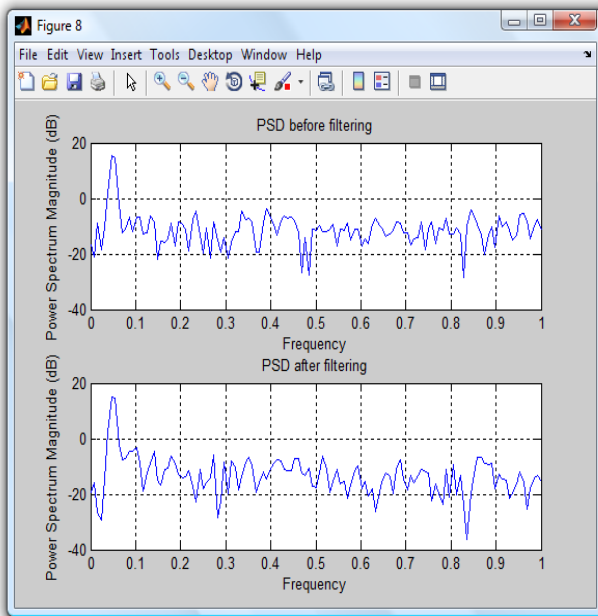 Figure 8
File Edit View Insert Tools Desktop Window Help
PSD before filtering
Power Spectrum Magnitude (dB)
20
0
-20
-40
0 0.1 0.2 0.3 0.4 0.5 0.6 0.7 0.8 0.9 1
Frequency
PSD after filtering
Power Spectrum Magnitude (dB)
20
0
-20
-40
0 0.1 0.2 0.3 0.4 0.5 0.6 0.7 0.8 0.9 1
Frequency